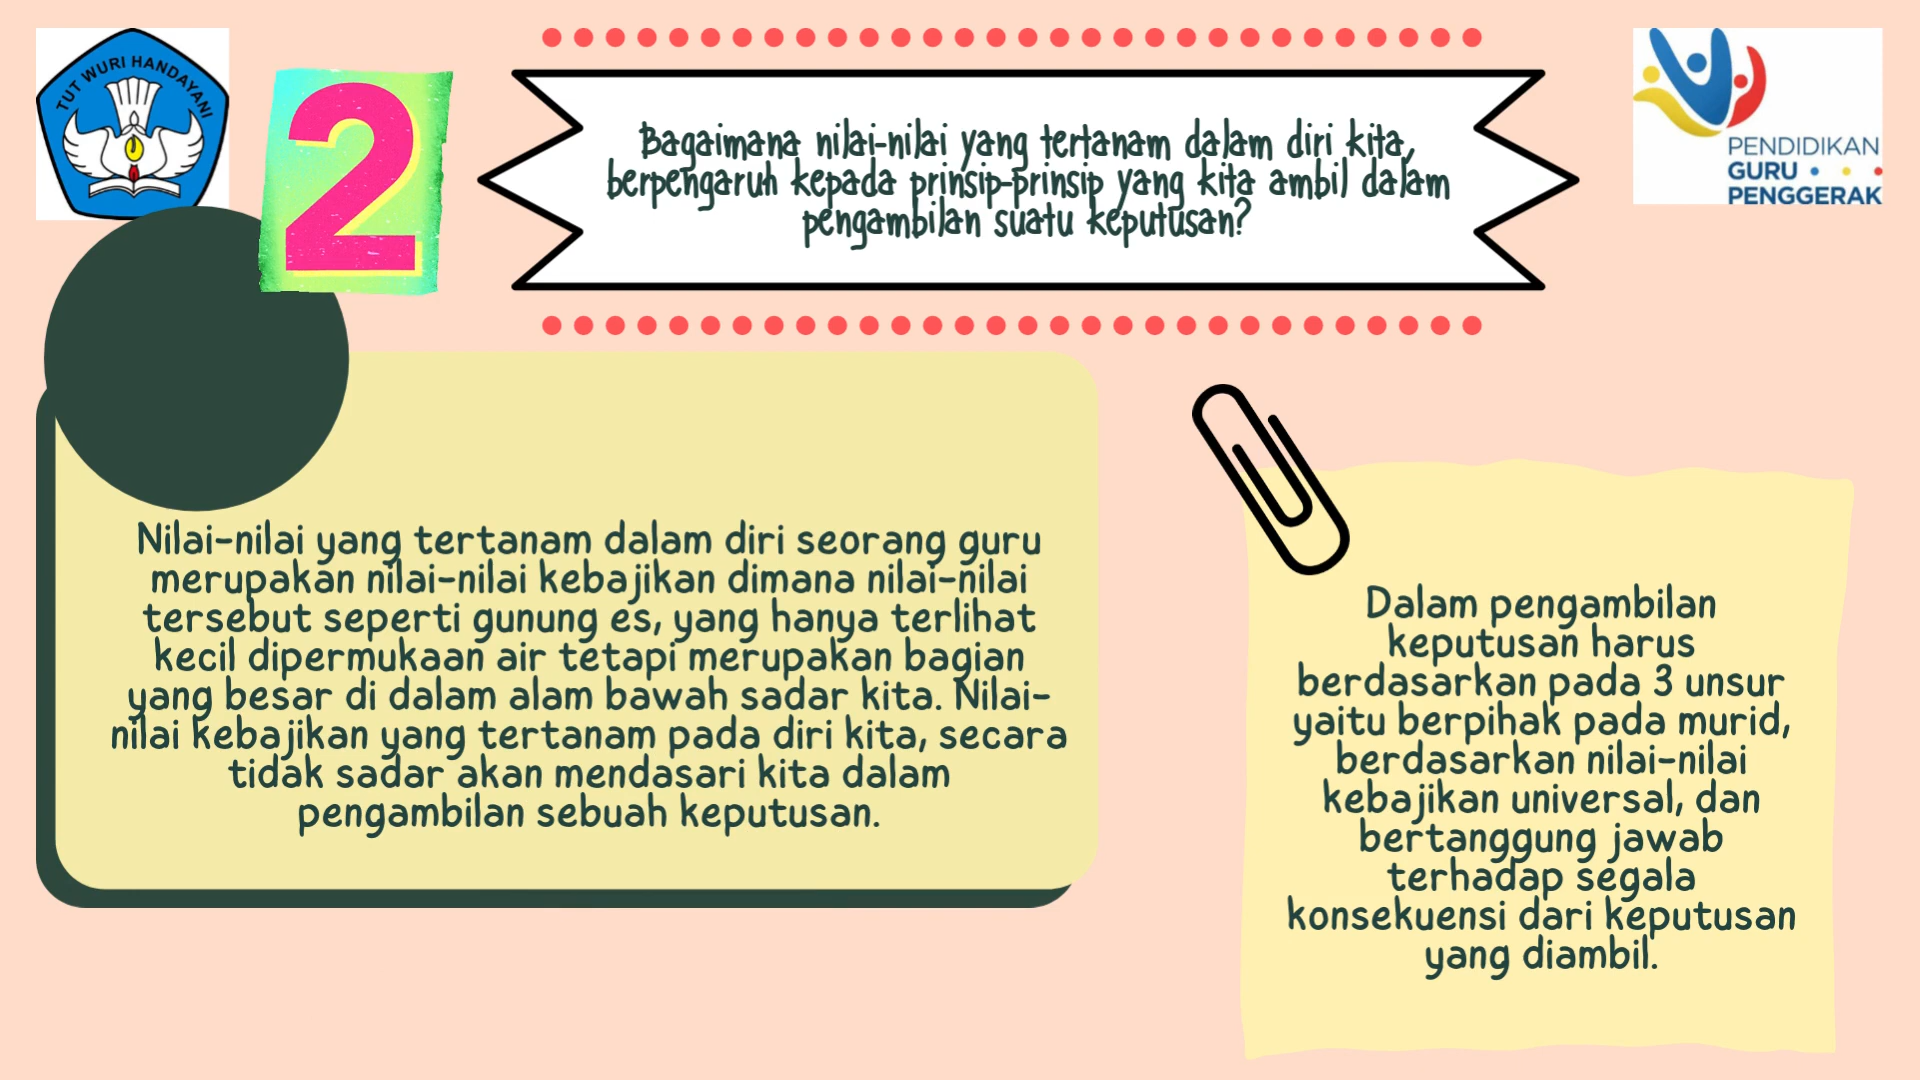 TUT WURI HANDAYANI
2
Bagaimana nilai-nilai yang tertanam dalam diri kita,
berpengaruh kepada prinsip-prinsip yang kita ambil dalam
pengambilan suatu keputusan?
PENDIDIKAN
GURU
PENGGERAK
Nilai-nilai yang tertanam dalam diri seorang guru
merupakan nilai-nilai kebajikan dimana nilai-nilai
tersebut seperti gunung es, yang hanya terlihat
kecil dipermukaan air tetapi merupakan bagian
yang besar di dalam alam bawah sadar kita. Nilai-
nilai kebajikan yang tertanam pada diri kita, secara
tidak sadar akan mendasari kita dalam
pengambilan sebuah keputusan.
Dalam pengambilan
keputusan harus
berdasarkan pada 3 unsur
yaitu berpihak pada murid,
berdasarkan nilai-nilai
kebajikan universal, dan
bertanggung jawab
terhadap segala
konsekuensi dari keputusan
yang diambil.